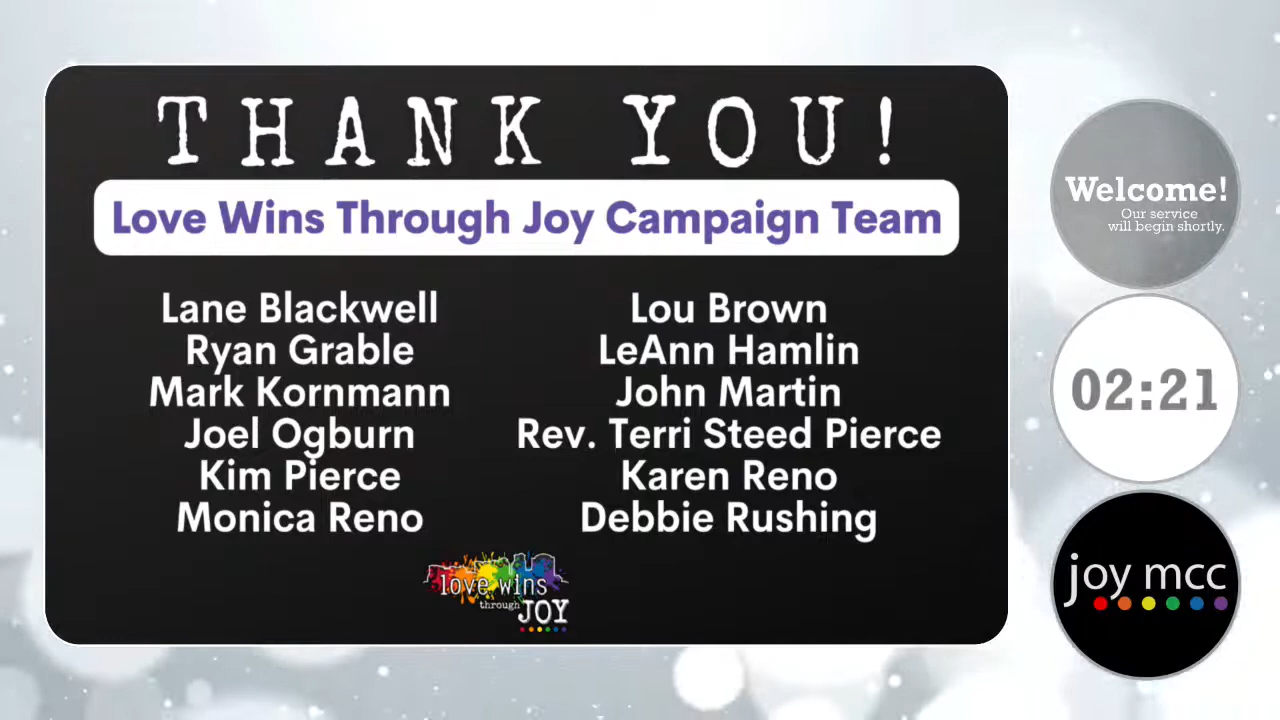 THANK YOU!
Love Wins Through Joy Campaign Team
Lane Blackwell
Ryan Grable
Mark Kornmann
Joel Ogburn
Kim Pierce
Monica Reno
Lou Brown
LeAnn Hamlin
John Martin
Rev. Terri Steed Pierce
Karen Reno
Debbie Rushing
love wins
through JOY
Welcome!
Our service
will begin shortly.
02:21
joy mcc